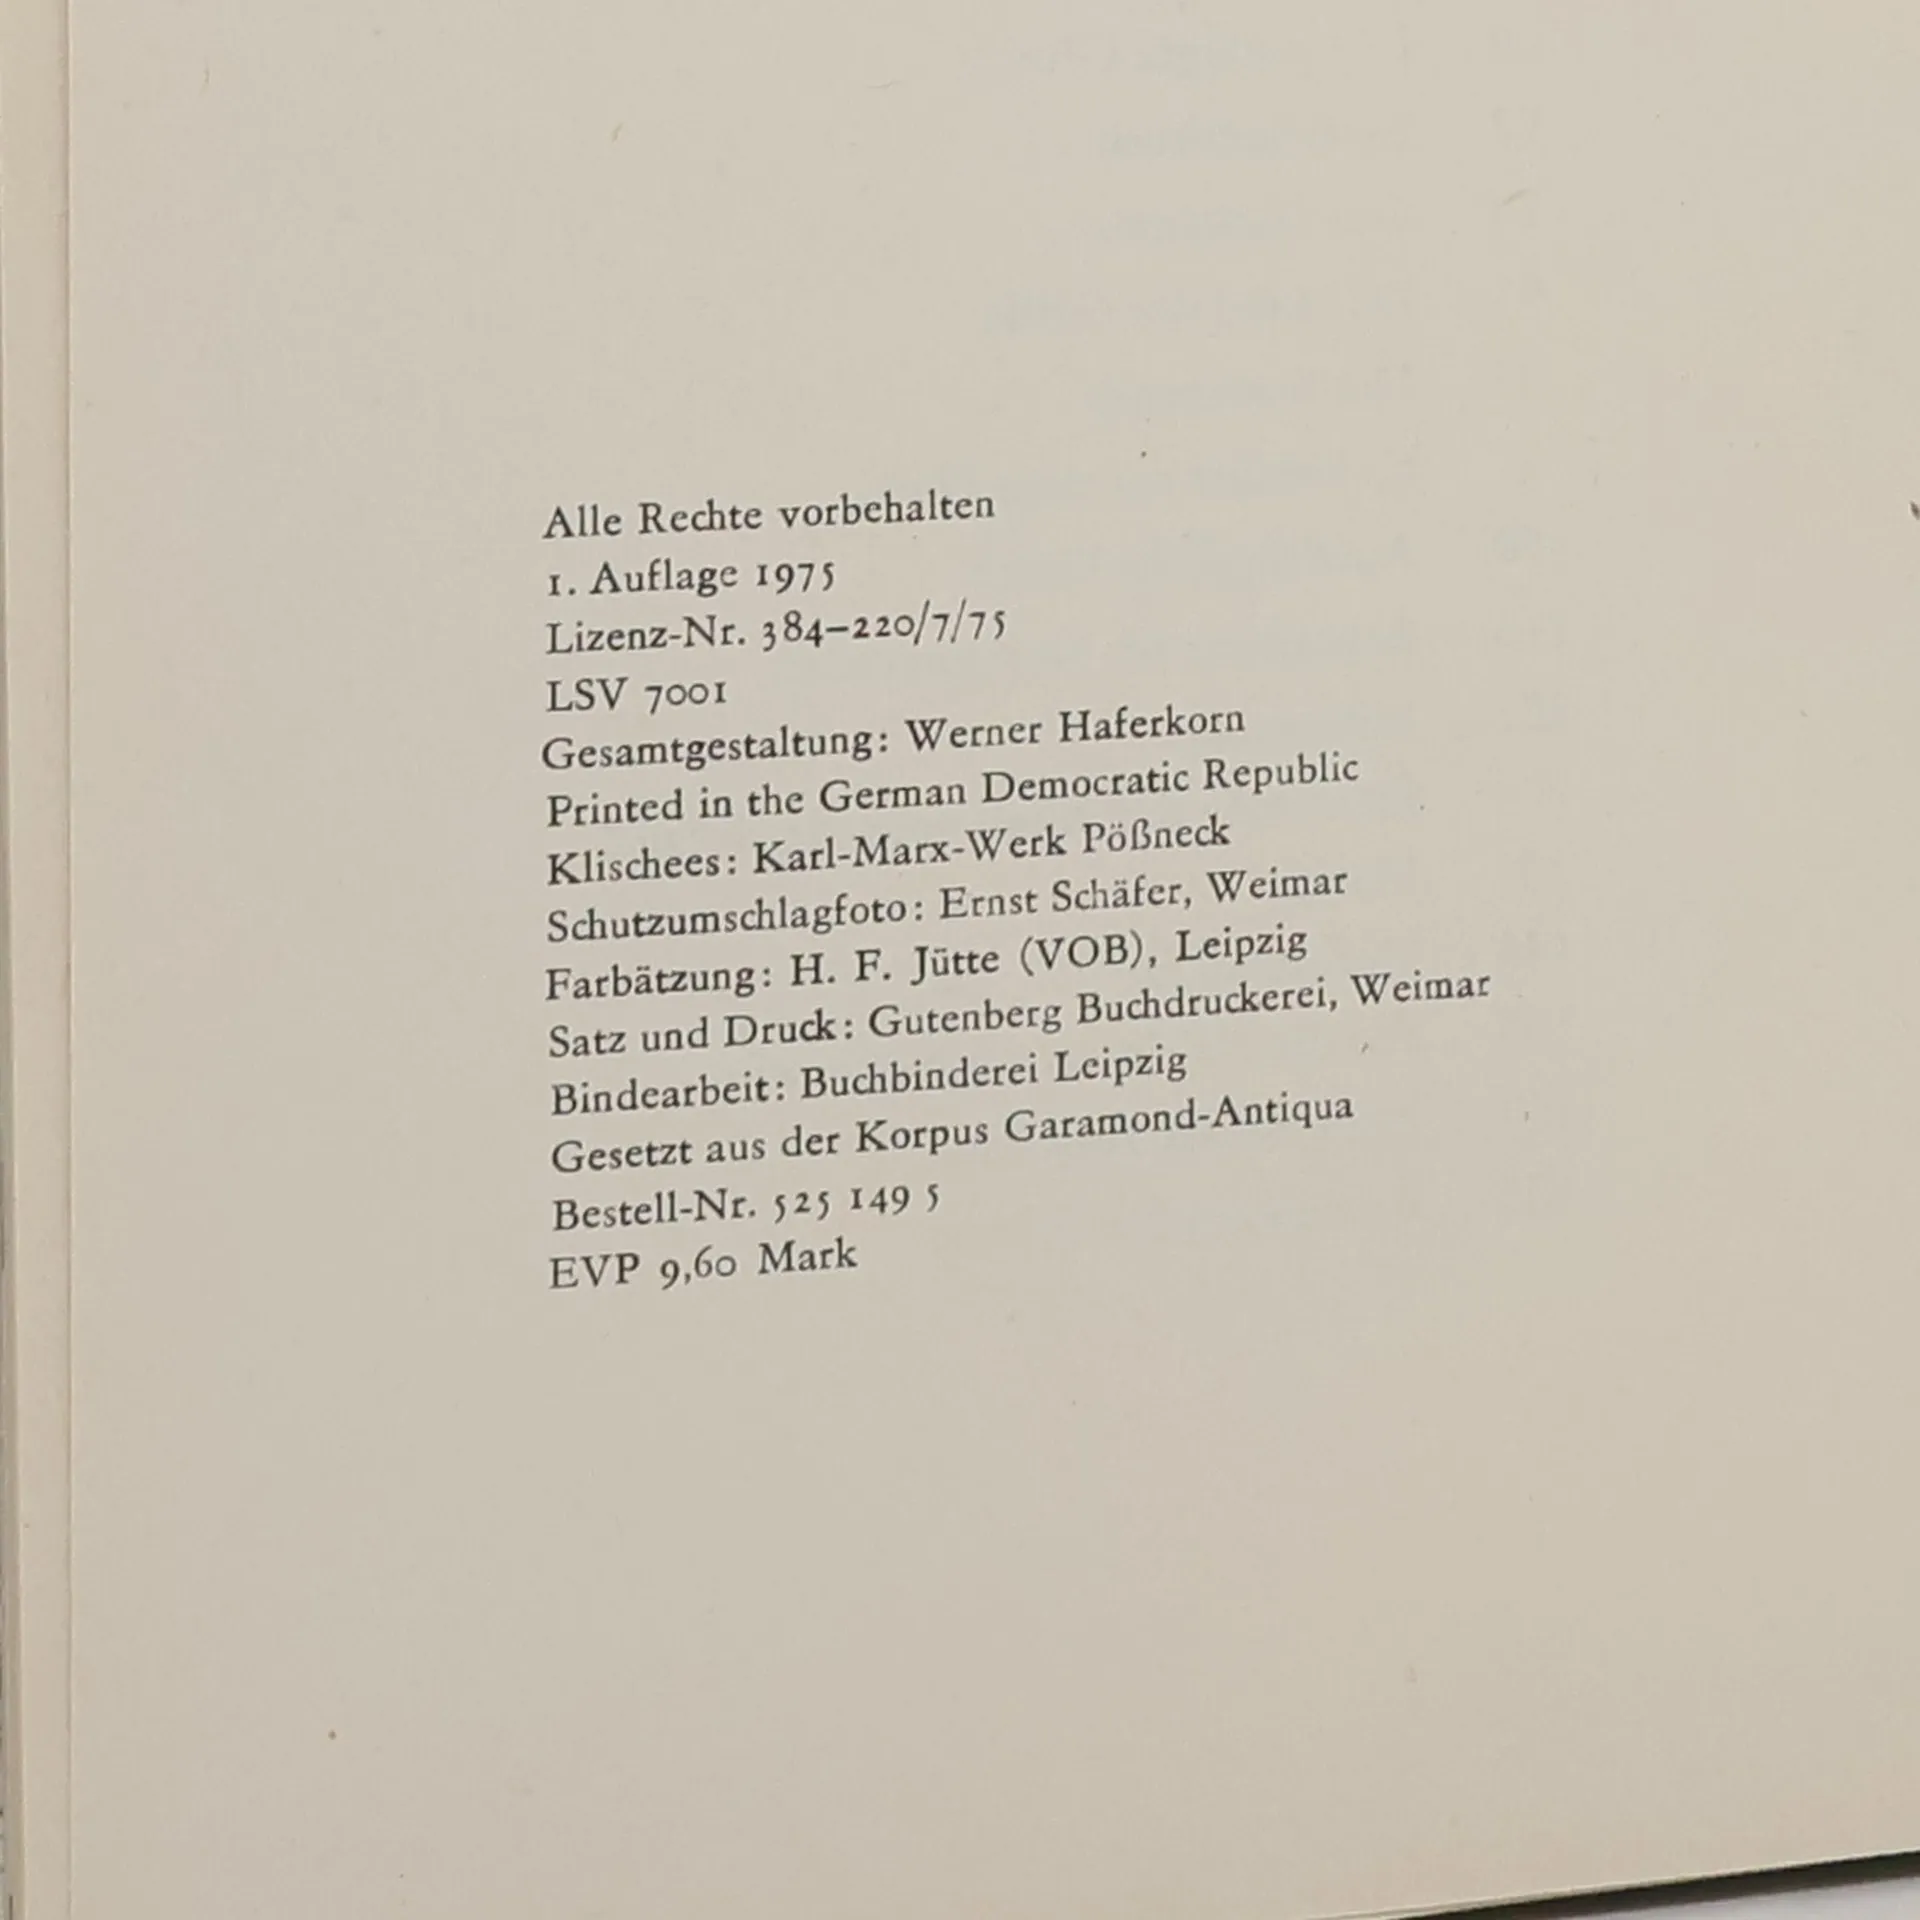 Alle Rechte vorbehalten
1. Auflage 1975
Lizenz-Nr. 384–220/7/75
LSV 7001
Gesamtgestaltung: Werner Haferkorn
Printed in the German Democratic Republic
Klischees: Karl-Marx-Werk Pößneck
Schutzumschlagfoto: Ernst Schäfer, Weimar
Farbätzung: H. F. Jütte (VOB), Leipzig
Satz und Druck: Gutenberg Buchdruckerei, Weimar
Bindearbeit: Buchbinderei Leipzig
Gesetzt aus der Korpus Garamond-Antiqua
Bestell-Nr. 525 149 5
EVP 9,60 Mark